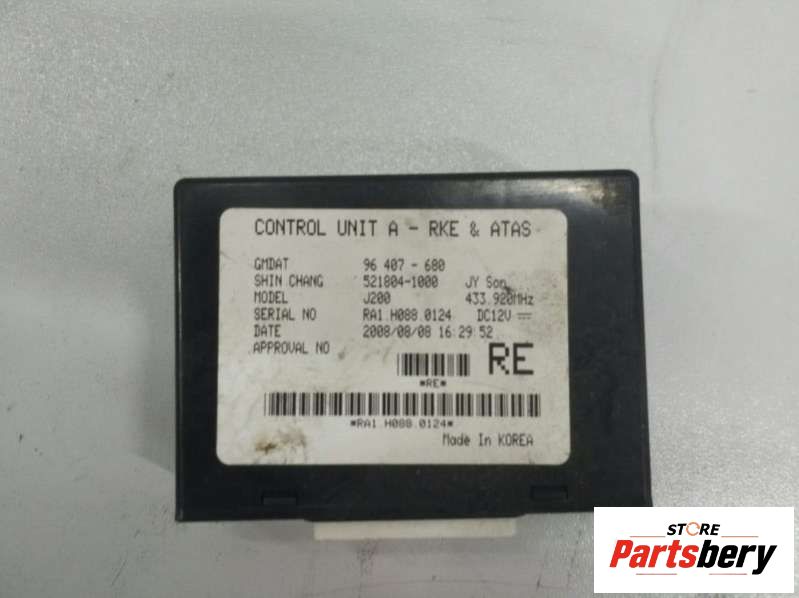 CONTROL UNIT A - RKE & ATAS
GMDAT 96 407 - 680
SHIN CHANG 521804-1000 JY Son
MODEL J200 433.920MHz
SERIAL NO RA1.H088.0124 DC12V
DATE 2008/08/08 16:29:52
APPROVAL NO
RE
*RE*
*RA1.H088.0124*
Made In KOREA
STORE
Partsbery